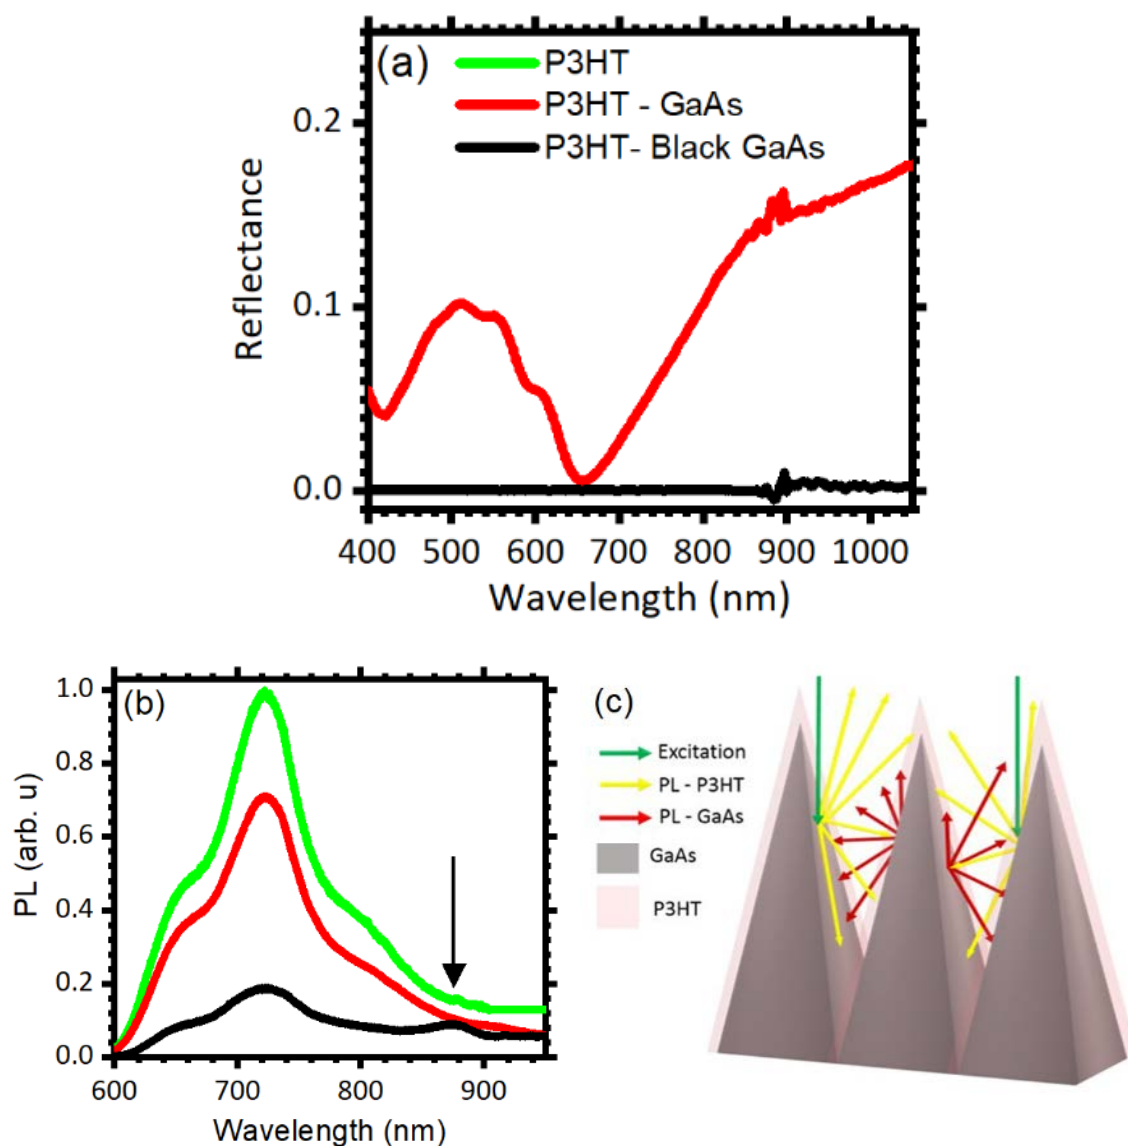 (a)
P3HT
P3HT - GaAs
P3HT- Black GaAs
Reflectance
0.2
0.1
0.0
400 500 600 700 800 900 1000
Wavelength (nm)
(b)
PL (arb. u)
1.0
0.8
0.6
0.4
0.2
0.0
600 700 800 900
Wavelength (nm)
(c)
Excitation
PL - P3HT
PL - GaAs
GaAs
P3HT